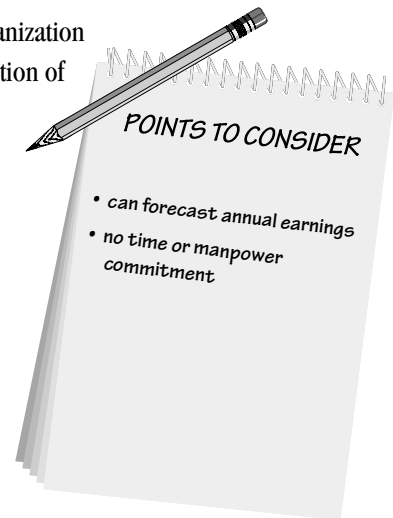 anization
tion of
POINTS TO CONSIDER
• can forecast annual earnings
• no time or manpower
commitment